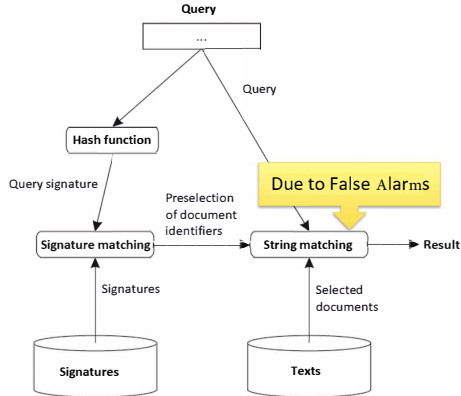 Query
...
Query
Hash function
Query signature
Due to False Alarms
Preselection
of document
identifiers
Signature matching
String matching
Result
Signatures
Selected
documents
Signatures
Texts